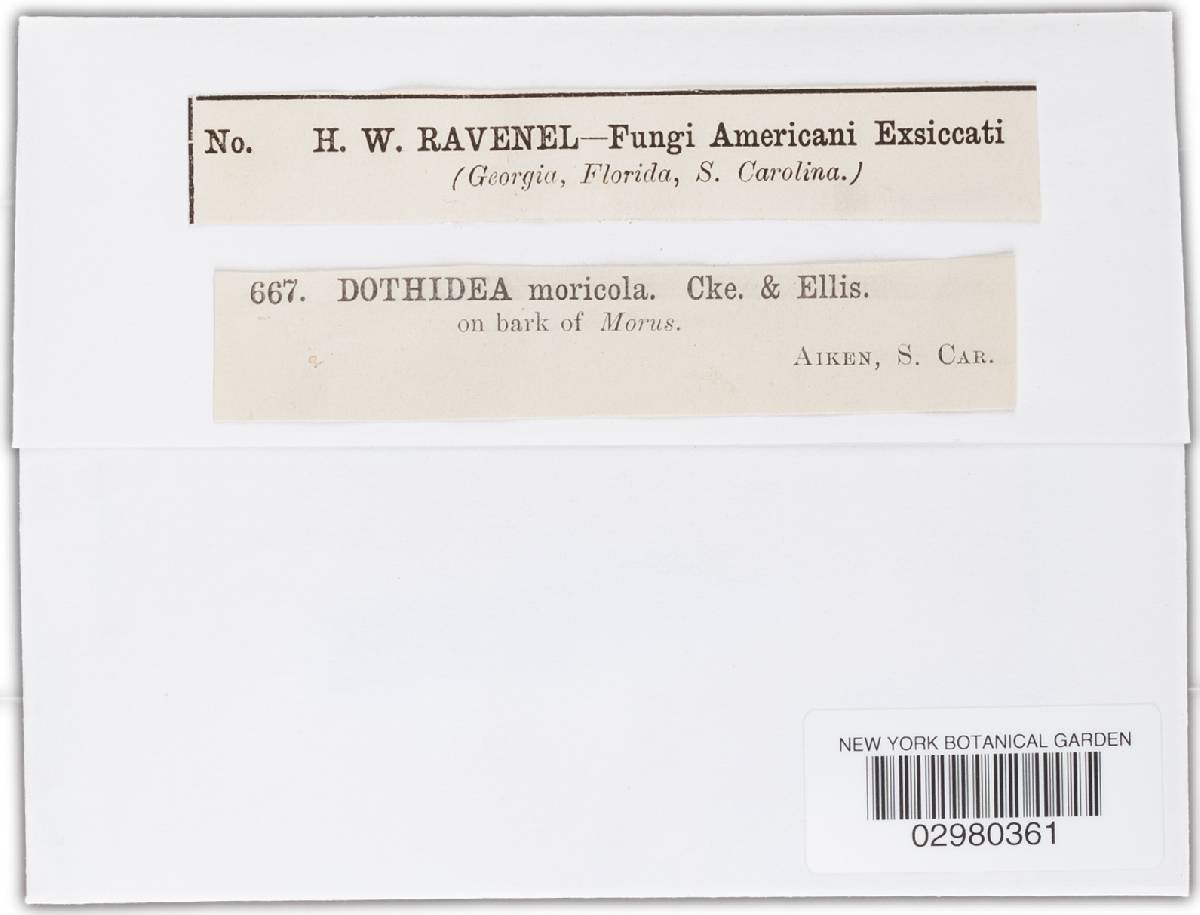 No. H. W. RAVENEL—Fungi Americani Exsiccati
(Georgia, Florida, S. Carolina.)
667. DOTHIDEA moricola. Cke. & Ellis.
on bark of Morus.
AIKEN, S. CAR.
NEW YORK BOTANICAL GARDEN
02980361